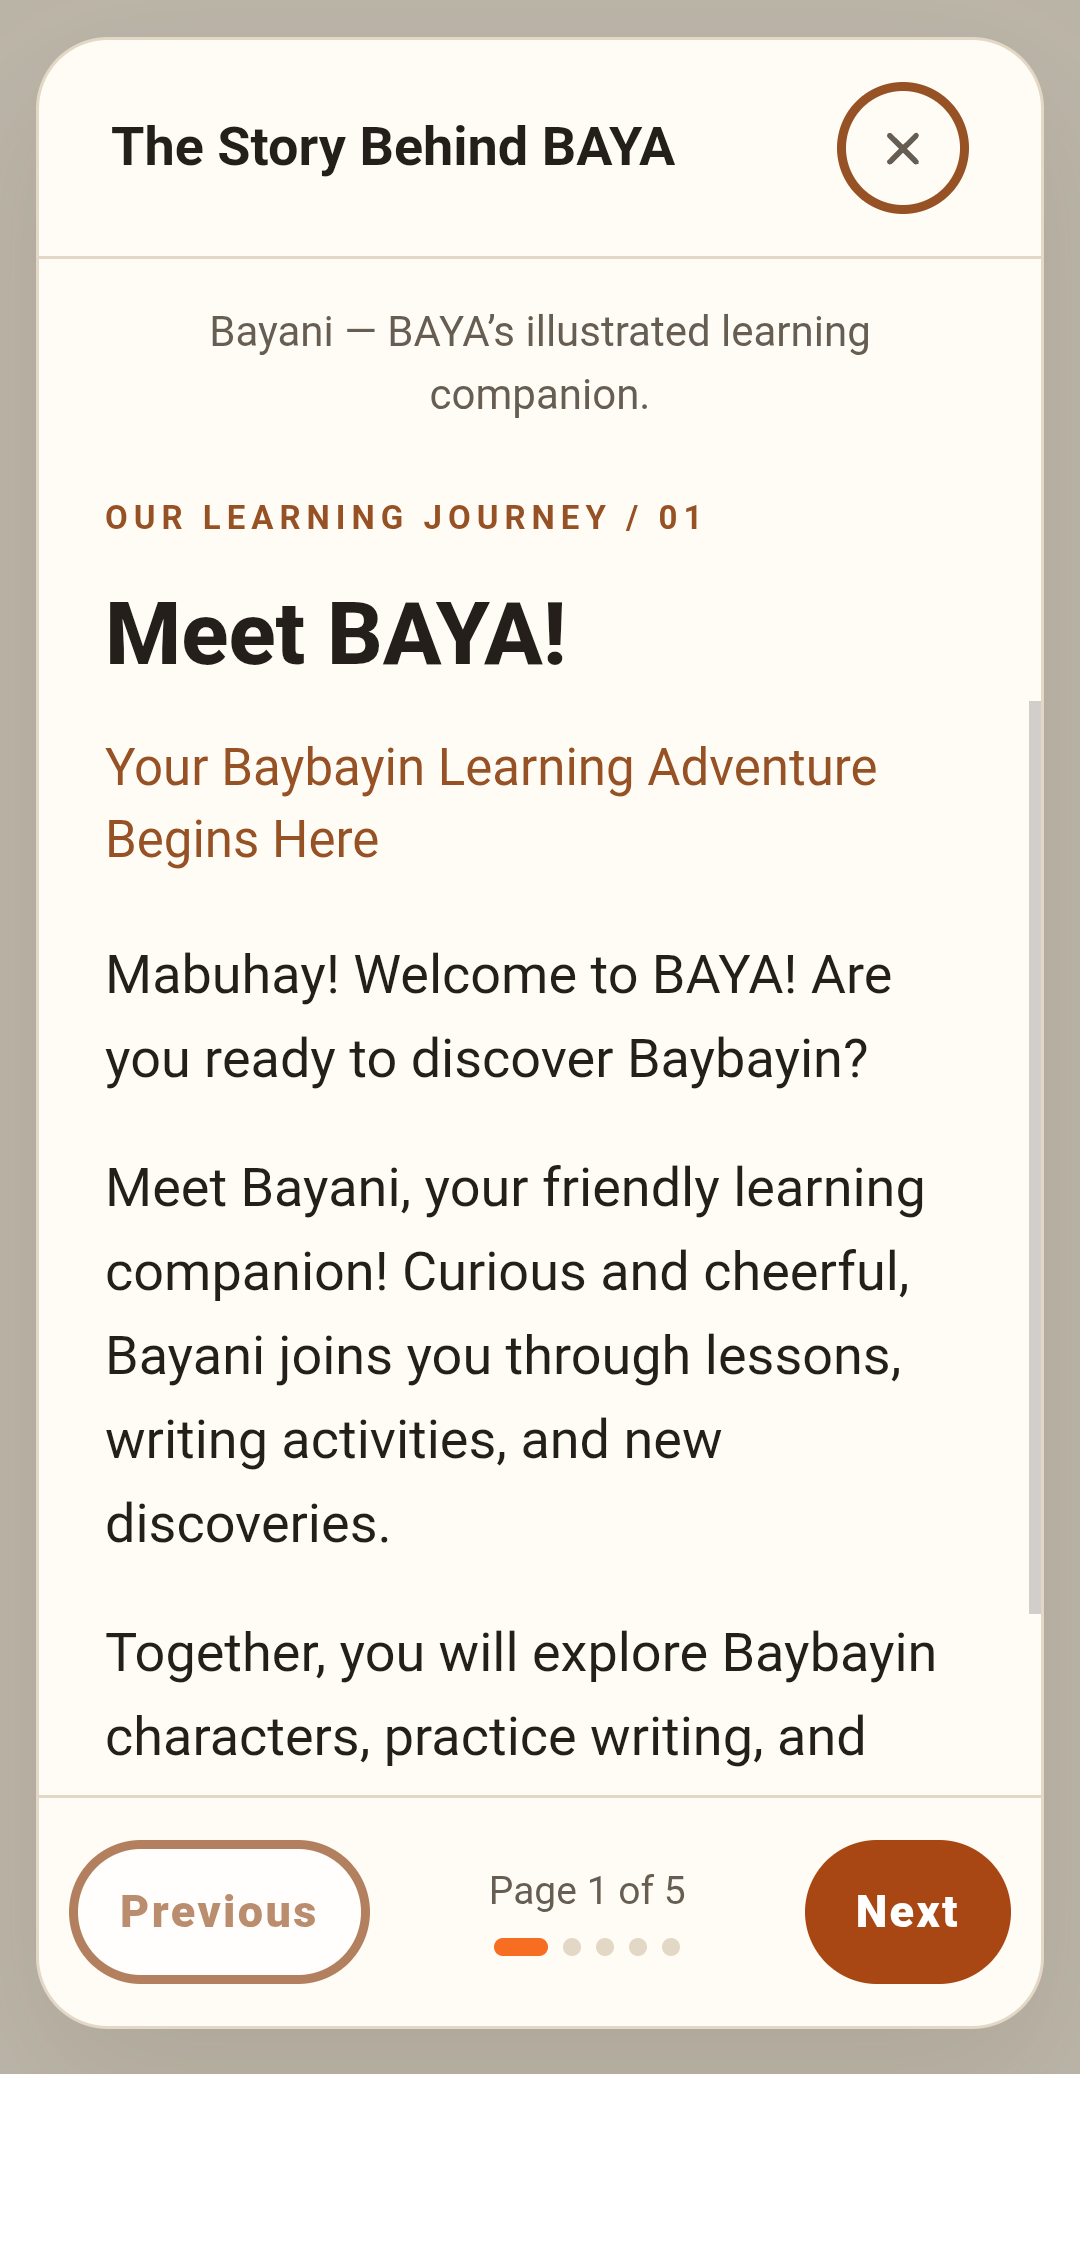 The Story Behind BAYA
Bayani — BAYA’s illustrated learning
companion.
OUR LEARNING JOURNEY / 01
Meet BAYA!
Your Baybayin Learning Adventure
Begins Here
Mabuhay! Welcome to BAYA! Are
you ready to discover Baybayin?
Meet Bayani, your friendly learning
companion! Curious and cheerful,
Bayani joins you through lessons,
writing activities, and new
discoveries.
Together, you will explore Baybayin
characters, practice writing, and
Previous
Page 1 of 5
Next